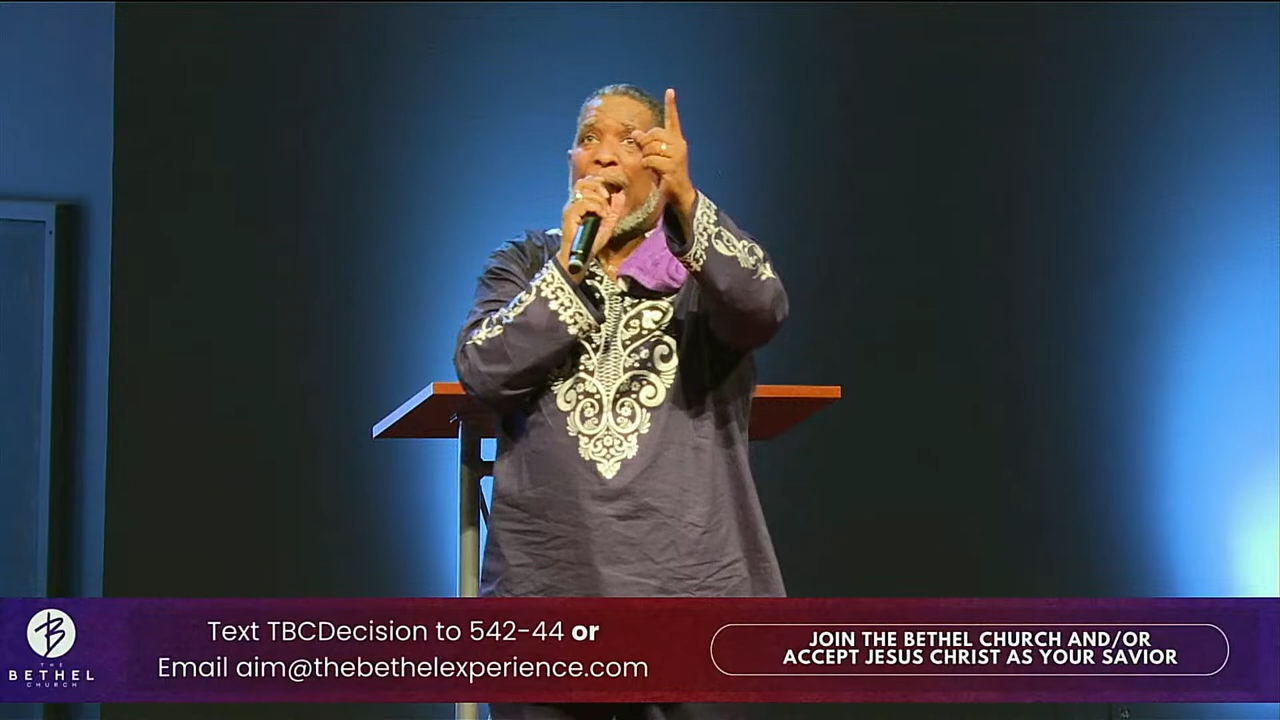 Text TBCDecision to 542-44 or
Email aim@thebethelexperience.com
JOIN THE BETHEL CHURCH AND/OR
ACCEPT JESUS CHRIST AS YOUR SAVIOR
B
THE
BETHEL
CHURCH